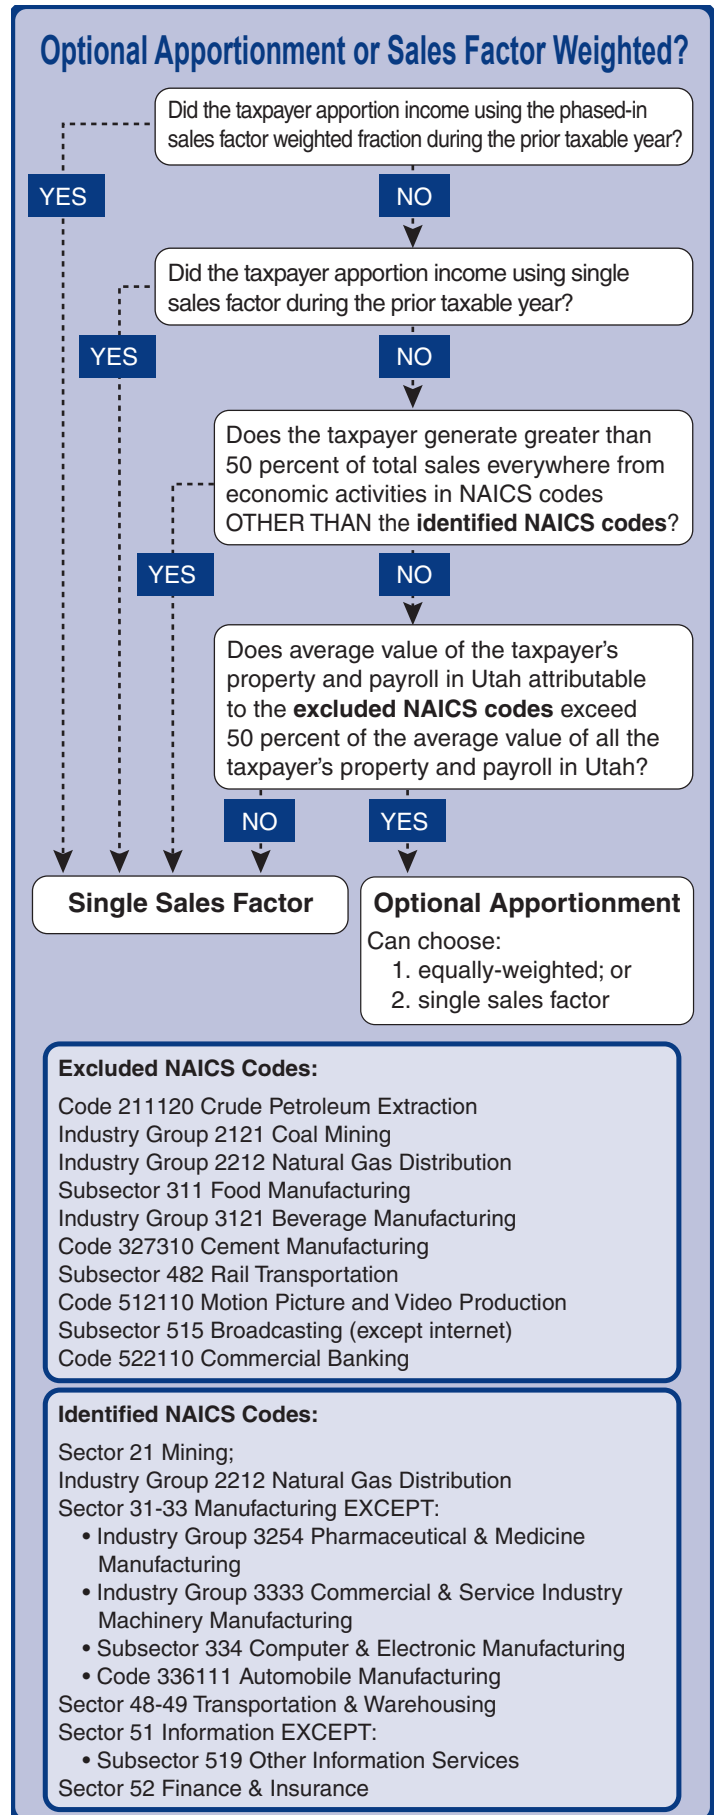 Optional Apportionment or Sales Factor Weighted?
Did the taxpayer apportion income using the phased-in
sales factor weighted fraction during the prior taxable year?
YES
NO
Did the taxpayer apportion income using single
sales factor during the prior taxable year?
YES
NO
Does the taxpayer generate greater than
50 percent of total sales everywhere from
economic activities in NAICS codes
OTHER THAN the identified NAICS codes?
YES
NO
Does average value of the taxpayer's
property and payroll in Utah attributable
to the excluded NAICS codes exceed
50 percent of the average value of all the
taxpayer's property and payroll in Utah?
NO
YES
Single Sales Factor
Optional Apportionment
Can choose:
1. equally-weighted; or
2. single sales factor
Excluded NAICS Codes:
Code 211120 Crude Petroleum Extraction
Industry Group 2121 Coal Mining
Industry Group 2212 Natural Gas Distribution
Subsector 311 Food Manufacturing
Industry Group 3121 Beverage Manufacturing
Code 327310 Cement Manufacturing
Subsector 482 Rail Transportation
Code 512110 Motion Picture and Video Production
Subsector 515 Broadcasting (except internet)
Code 522110 Commercial Banking
Identified NAICS Codes:
Sector 21 Mining;
Industry Group 2212 Natural Gas Distribution
Sector 31-33 Manufacturing EXCEPT:
• Industry Group 3254 Pharmaceutical & Medicine
Manufacturing
• Industry Group 3333 Commercial & Service Industry
Machinery Manufacturing
• Subsector 334 Computer & Electronic Manufacturing
• Code 336111 Automobile Manufacturing
Sector 48-49 Transportation & Warehousing
Sector 51 Information EXCEPT:
• Subsector 519 Other Information Services
Sector 52 Finance & Insurance